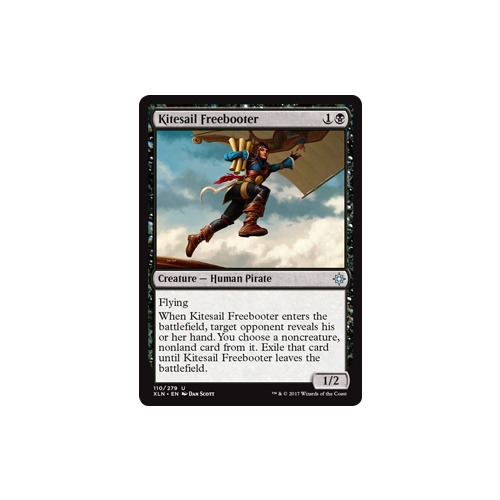 Kitesail Freebooter 1
Creature — Human Pirate
Flying
When Kitesail Freebooter enters the
battlefield, target opponent reveals his
or her hand. You choose a noncreature,
nonland card from it. Exile that card
until Kitesail Freebooter leaves the
battlefield.
1/2
110/279 U
XLN • EN Dan Scott ™ & © 2017 Wizards of the Coast